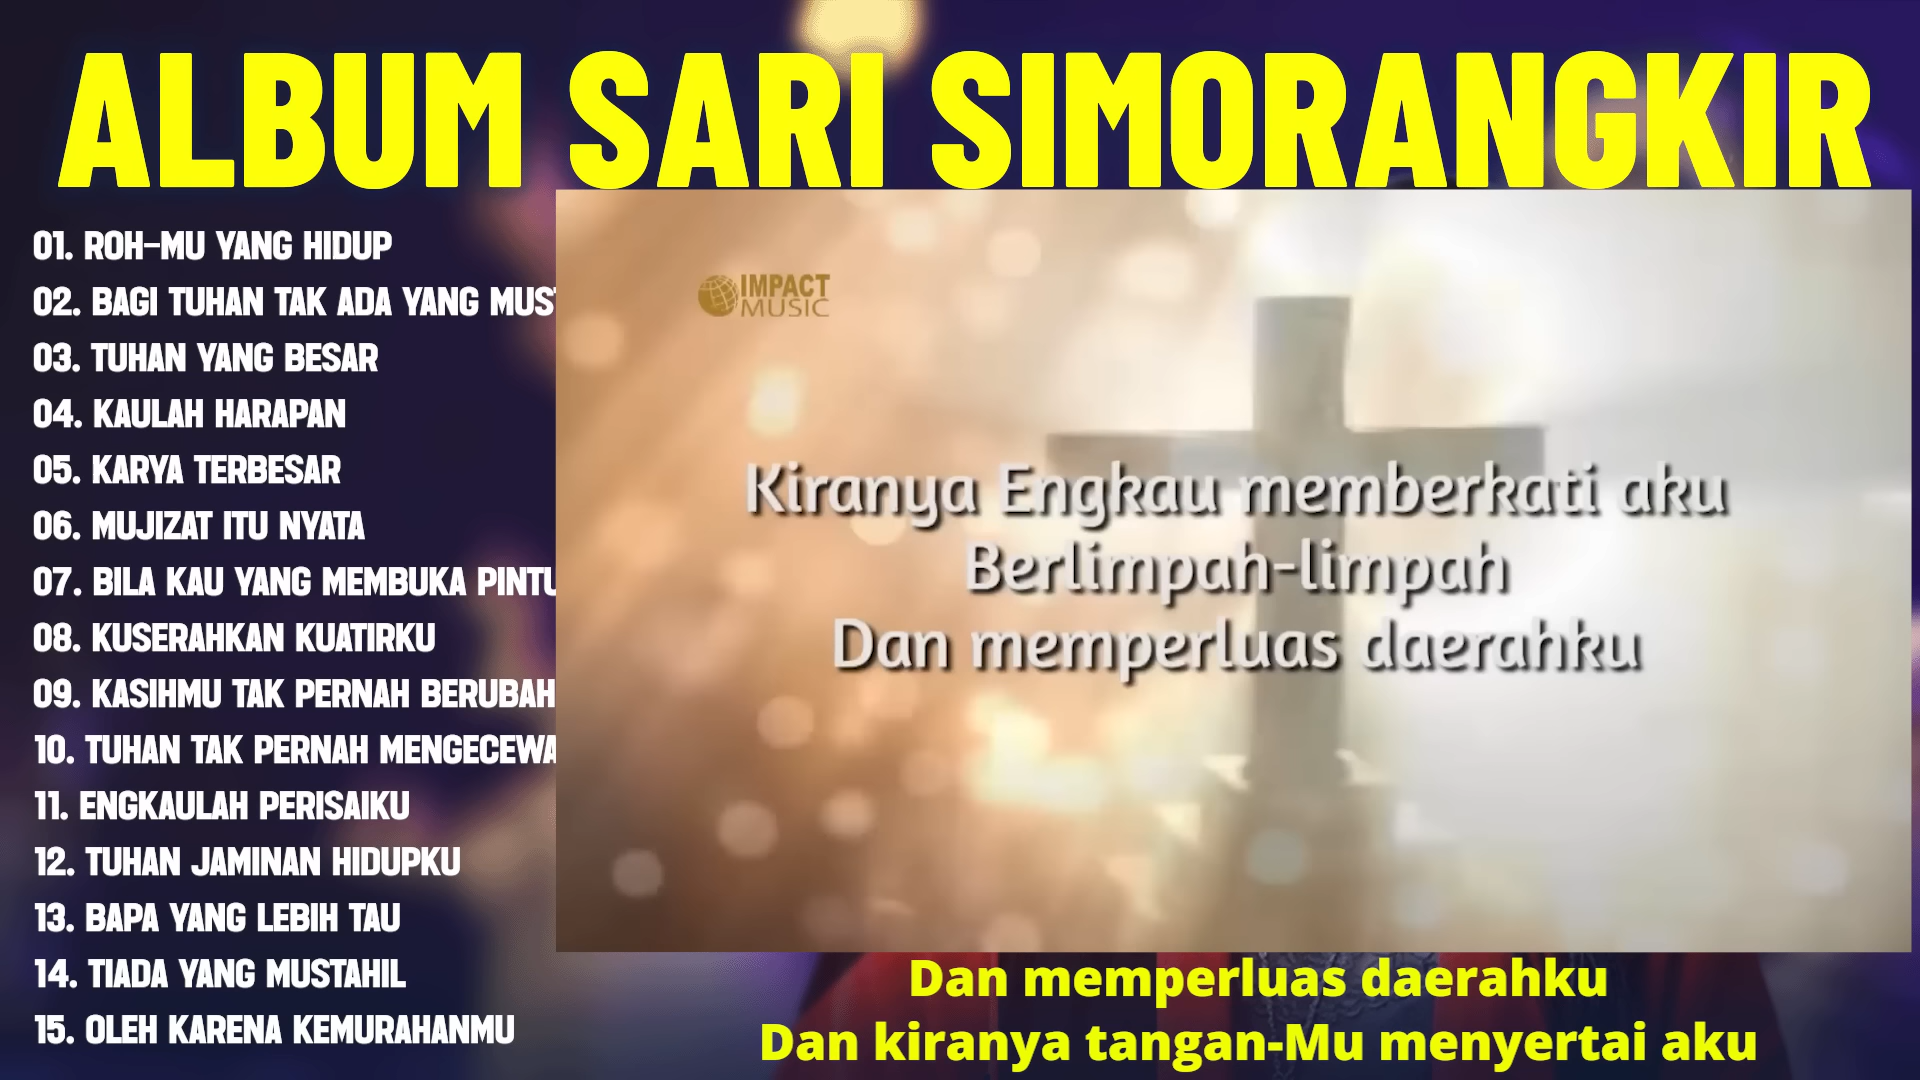 ALBUM SARI SIMORANGKIR
01. ROH-MU YANG HIDUP
02. BAGI TUHAN TAK ADA YANG
03. TUHAN YANG BESAR
04. KAULAH HARAPAN
05. KARYA TERBESAR
06. MUJIZAT ITU NYATA
07. BILA KAU YANG MEMBUKA PINTU
08. KUSERAHKAN KUATIRKU
09. KASIHMU TAK PERNAH BERUBAH
10. TUHAN TAK PERNAH
11. ENGKAULAH PERISAIKU
12. TUHAN JAMINAN HIDUPKU
13. BAPA YANG LEBIH TAU
14. TIADA YANG MUSTAHIL
15. OLEH KARENA KEMURAHANMU
IMPACT
MUSIC
Kiranya Engkau memberkati aku
Berlimpah-limpah
Dan memperluas daerahku
Dan memperluas daerahku
Dan kiranya tangan-Mu menyertai aku